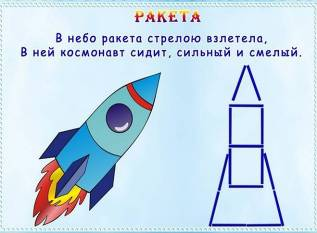 РАКЕТА
В небо ракета стрелою взлетела,
В ней космонавт сидит, сильный и смелый.